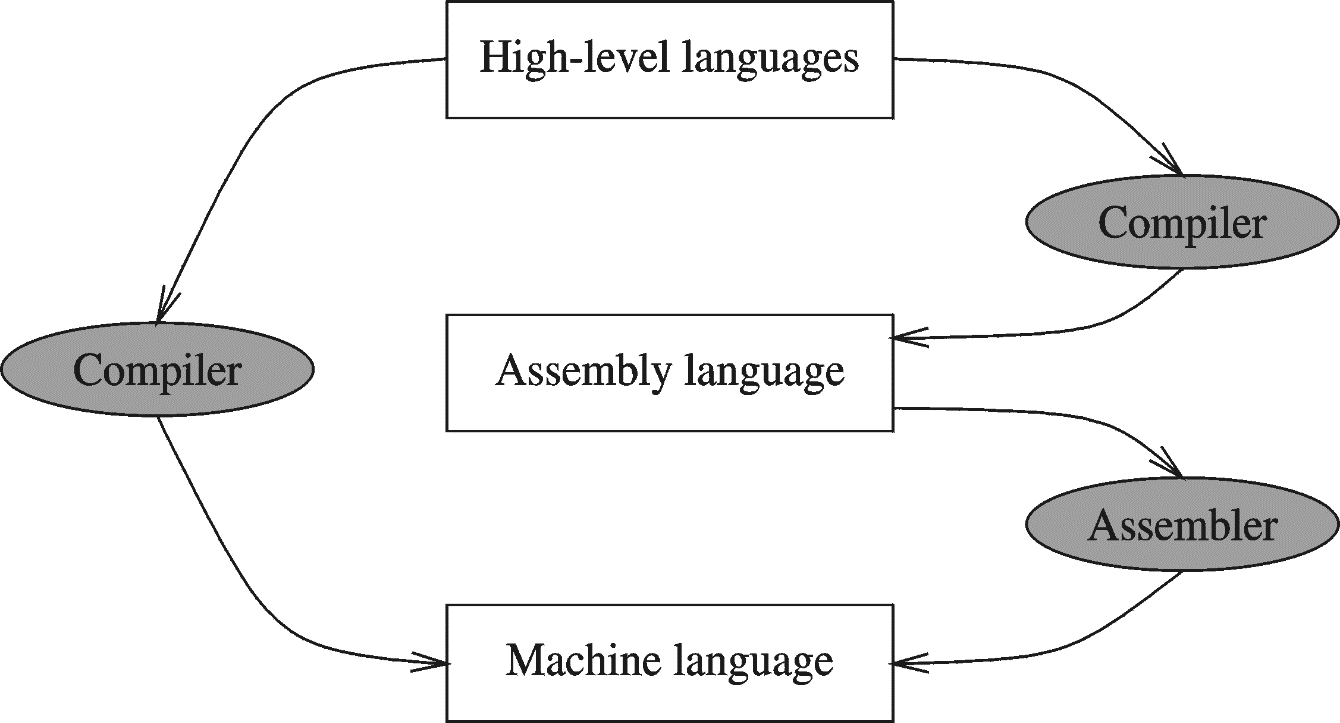 High-level languages
Compiler
Compiler
Assembly language
Assembler
Machine language